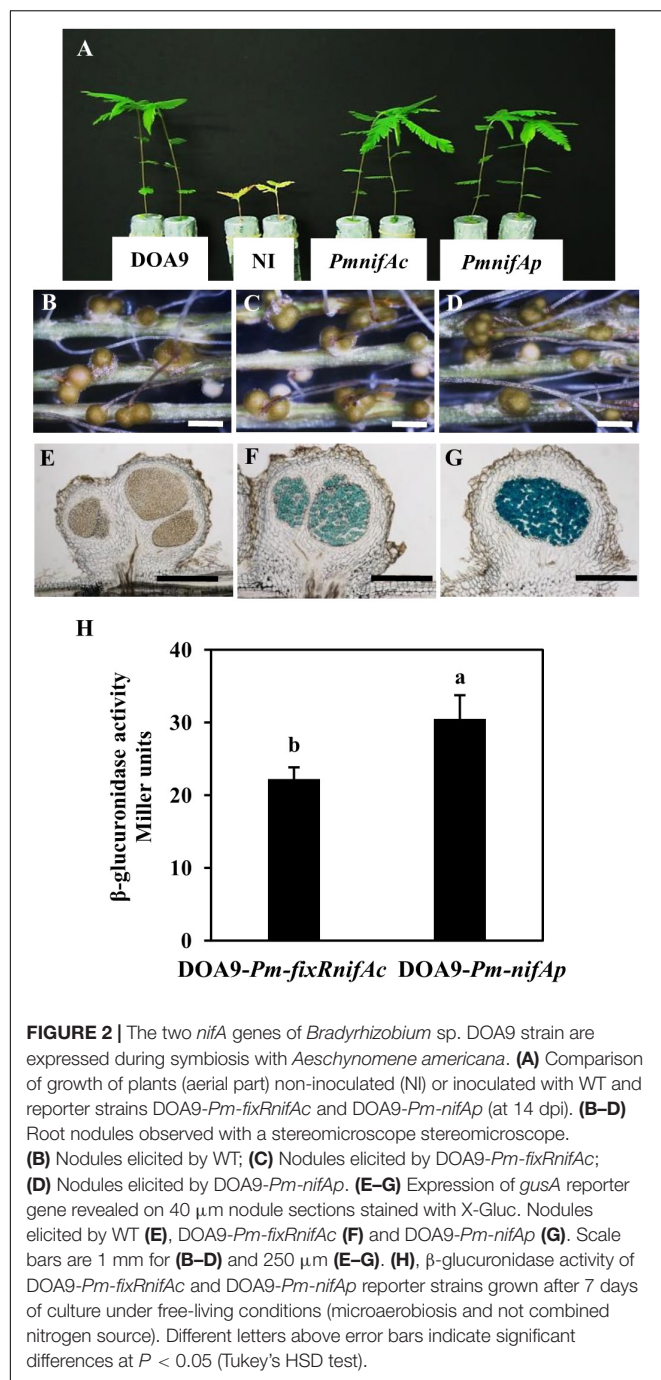 A
DOA9
NI
PmnifAc
PmnifAp
B
C
D
E
F
G
H
β-glucuronidase activity
Miller units
40
30
20
10
0
b
a
DOA9-Pm-fixRnifAc
DOA9-Pm-nifAp
FIGURE 2 | The two nifA genes of Bradyrhizobium sp. DOA9 strain are
expressed during symbiosis with Aeschynomene americana. (A) Comparison
of growth of plants (aerial part) non-inoculated (NI) or inoculated with WT and
reporter strains DOA9-Pm-fixRnifAc and DOA9-Pm-nifAp (at 14 dpi). (B–D)
Root nodules observed with a stereomicroscope stereomicroscope.
(B) Nodules elicited by WT; (C) Nodules elicited by DOA9-Pm-fixRnifAc;
(D) Nodules elicited by DOA9-Pm-nifAp. (E–G) Expression of gusA reporter
gene revealed on 40 μm nodule sections stained with X-Gluc. Nodules
elicited by WT (E), DOA9-Pm-fixRnifAc (F) and DOA9-Pm-nifAp (G). Scale
bars are 1 mm for (B–D) and 250 μm (E–G). (H), β-glucuronidase activity of
DOA9-Pm-fixRnifAc and DOA9-Pm-nifAp reporter strains grown after 7 days
of culture under free-living conditions (microaerobiosis and not combined
nitrogen source). Different letters above error bars indicate significant
differences at P < 0.05 (Tukey's HSD test).